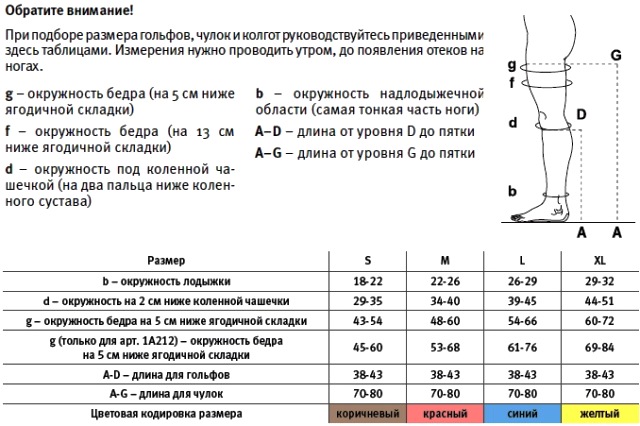 Обратите внимание!
При подборе размера гольфов, чулок и колгот руководствуйтесь приведенными
здесь таблицами. Измерения нужно проводить утром, до появления отеков на
ногах.
g – окружность бедра (на 5 см ниже
ягодичной складки)
f – окружность бедра (на 13 см
ниже ягодичной складки)
d – окружность под коленной ча-
шечкой (на два пальца ниже колен-
ного сустава)
b – окружность надлодыжечной
области (самая тонкая часть ноги)
A–D – длина от уровня D до пятки
A–G – длина от уровня G до пятки
g G
f
d D
b
A A
Размер S M L XL
b – окружность лодыжки 18-22 22-26 26-29 29-32
d – окружность на 2 см ниже коленной чашечки 29-35 34-40 39-45 44-51
g – окружность бедра на 5 см ниже ягодичной складки 43-54 48-60 54-66 60-72
g (только для арт. 1А212) – окружность бедра
на 5 см ниже ягодичной складки 45-60 53-68 61-76 69-84
A-D – длина для гольфов 38-43 38-43 38-43 38-43
A-G – длина для чулок 70-80 70-80 70-80 70-80
Цветовая кодировка размера коричневый красный синий желтый